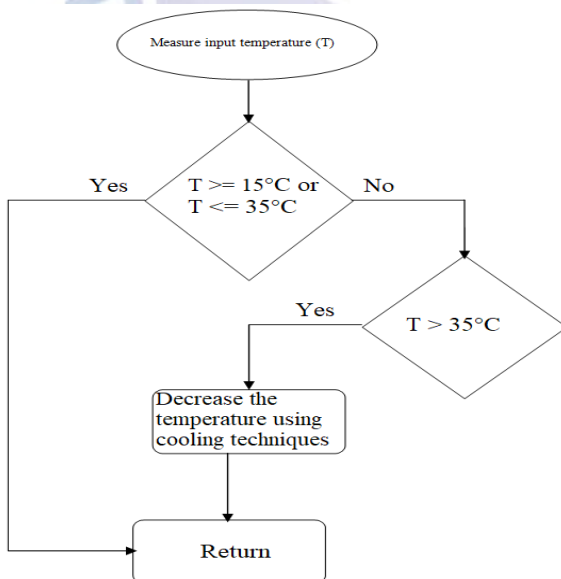 Measure input temperature (T)
Yes
T >= 15°C or
T <= 35°C
No
Yes
T > 35°C
Decrease the
temperature using
cooling techniques
Return